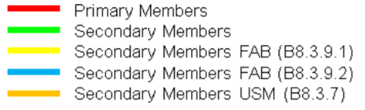 Primary Members
Secondary Members
Secondary Members FAB (B8.3.9.1)
Secondary Members FAB (B8.3.9.2)
Secondary Members USM (B8.3.7)